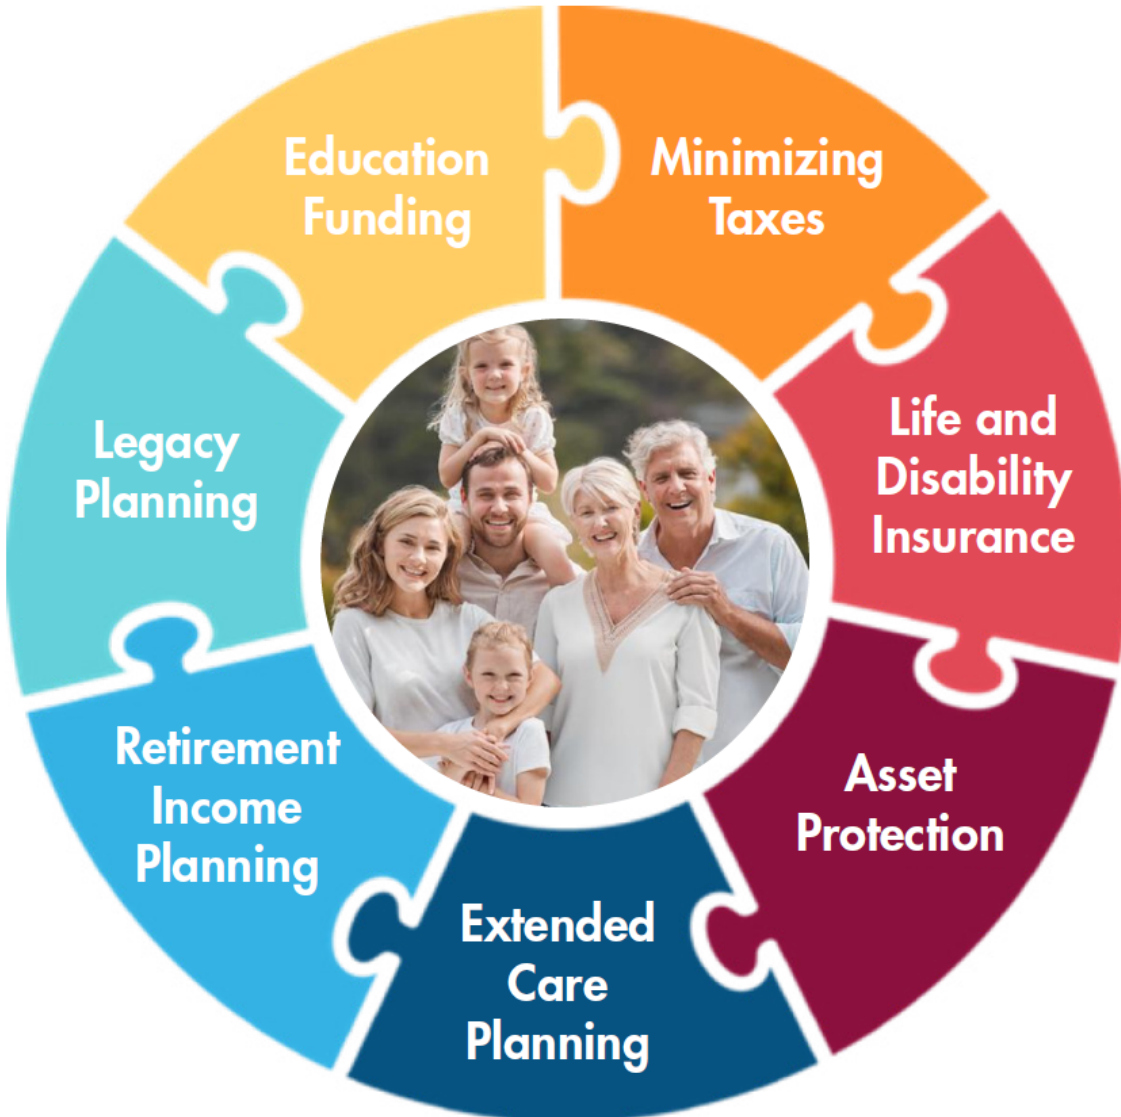 Education
Funding
Minimizing
Taxes
Life and
Disability
Insurance
Asset
Protection
Extended
Care
Planning
Retirement
Income
Planning
Legacy
Planning